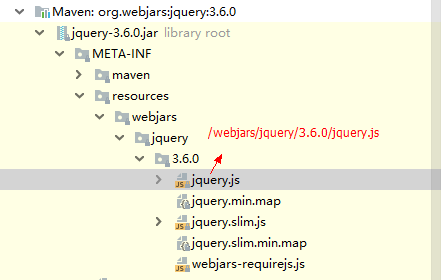 Maven: org.webjars:jquery:3.6.0
jquery-3.6.0.jar library root
META-INF
maven
resources
webjars
jquery
/webjars/jquery/3.6.0/jquery.js
3.6.0
jquery.js
jquery.min.map
jquery.slim.js
jquery.slim.min.map
webjars-requirejs.js